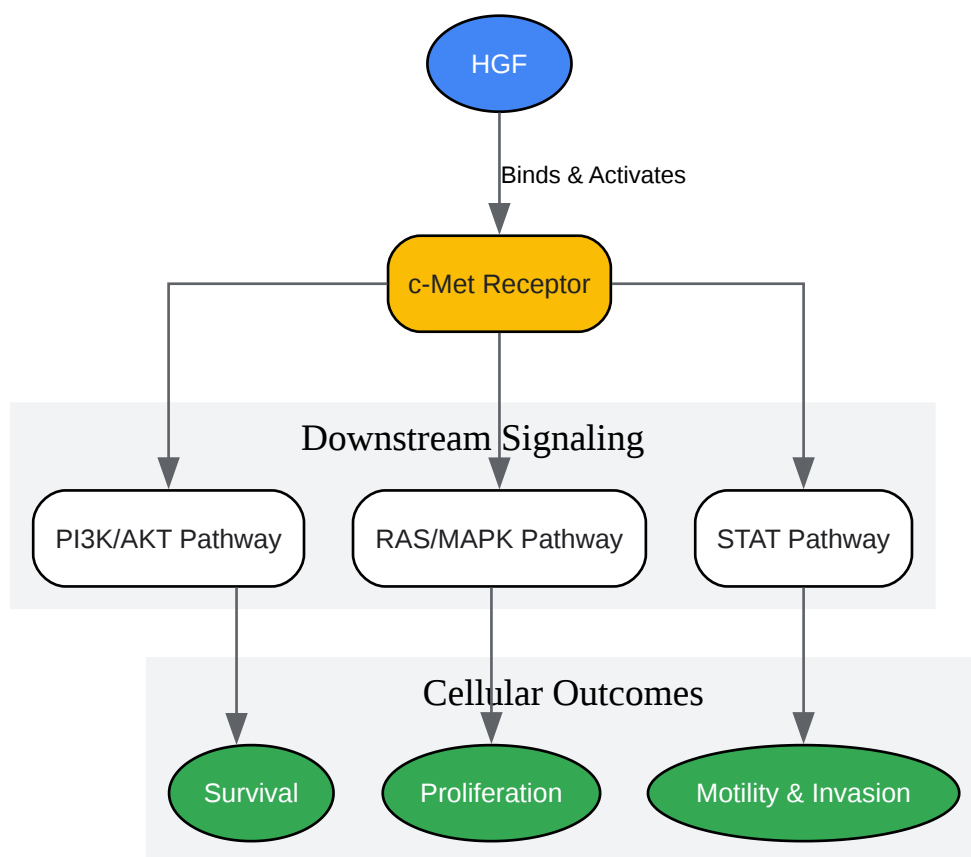 HGF
Binds & Activates
c-Met Receptor
Downstream Signaling
PI3K/AKT Pathway
RAS/MAPK Pathway
STAT Pathway
Cellular Outcomes
Survival
Proliferation
Motility & Invasion